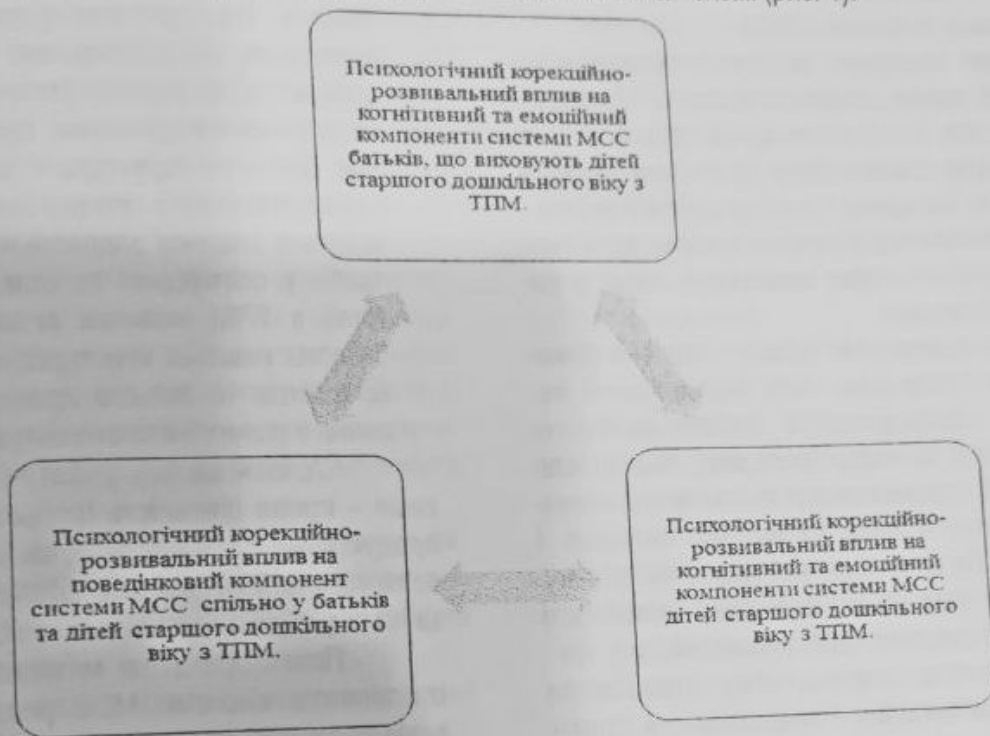 Психологічний корекційно-
розвивальний вплив на
когнітивний та емоційний
компоненти системи МСС
батьків, що виховують дітей
старшого дошкільного віку з
ТПМ.
Психологічний корекційно-
розвивальний вплив на
поведінковий компонент
системи МСС спільно у батьків
та дітей старшого дошкільного
віку з ТПМ.
Психологічний корекційно-
розвивальний вплив на
когнітивний та емоційний
компоненти системи МСС
дітей старшого дошкільного
віку з ТПМ.